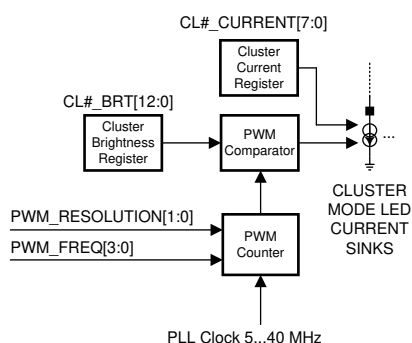 CL#_CURRENT[7:0]
Cluster
Current
Register
CL#_BRT[12:0]
Cluster
Brightness
Register
PWM
Comparator
...
CLUSTER
MODE LED
CURRENT
SINKS
PWM_RESOLUTION[1:0]
PWM_FREQ[3:0]
PWM
Counter
PLL Clock 5...40 MHz